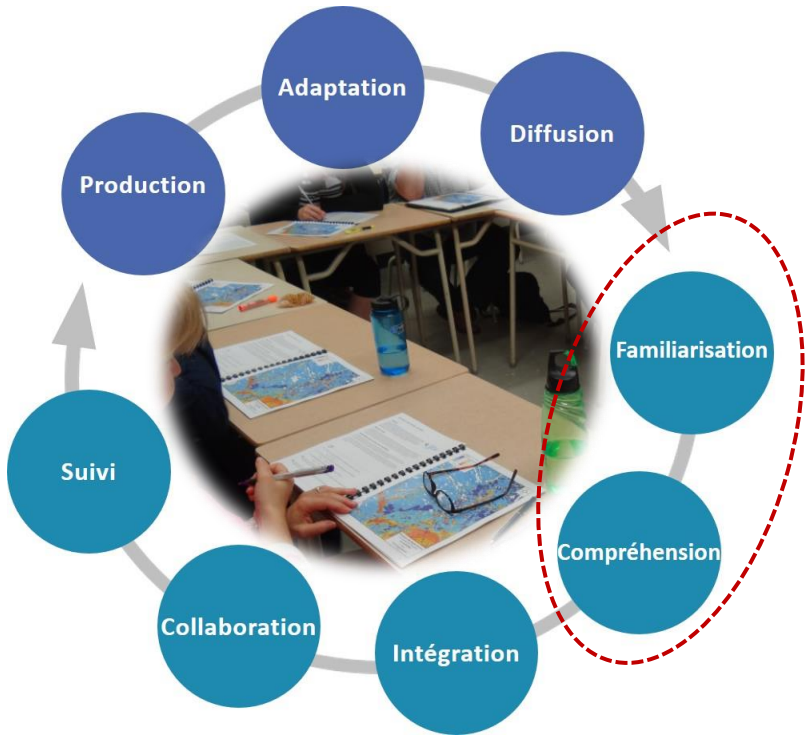 Adaptation
Diffusion
Production
Familiarisation
Suivi
Compréhension
Collaboration
Intégration